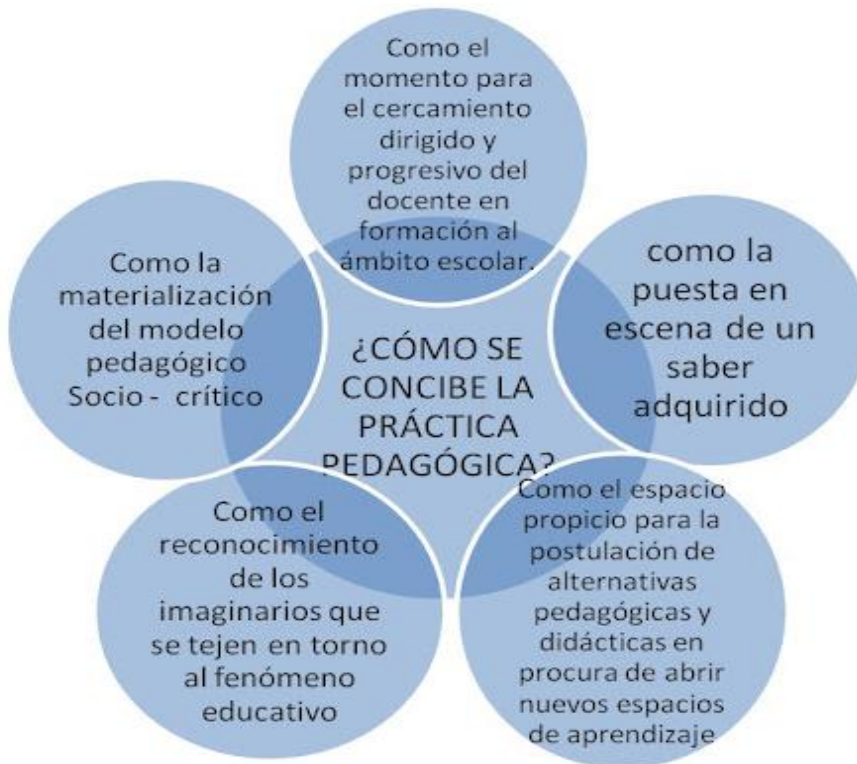 Como el
momento para
el cercamiento
dirigido y
progresivo del
docente en
formación al
ámbito escolar.
como la
puesta en
escena de un
saber
adquirido
Como el espacio
propicio para la
postulación de
alternativas
pedagógicas y
didácticas en
procura de abrir
nuevos espacios
de aprendizaje
Como el
reconocimiento
de los
imaginarios que
se tejen en torno
al fenómeno
educativo
Como la
materialización
del modelo
pedagógico
Socio - crítico
¿CÓMO SE
CONCIBE LA
PRÁCTICA
PEDAGÓGICA?